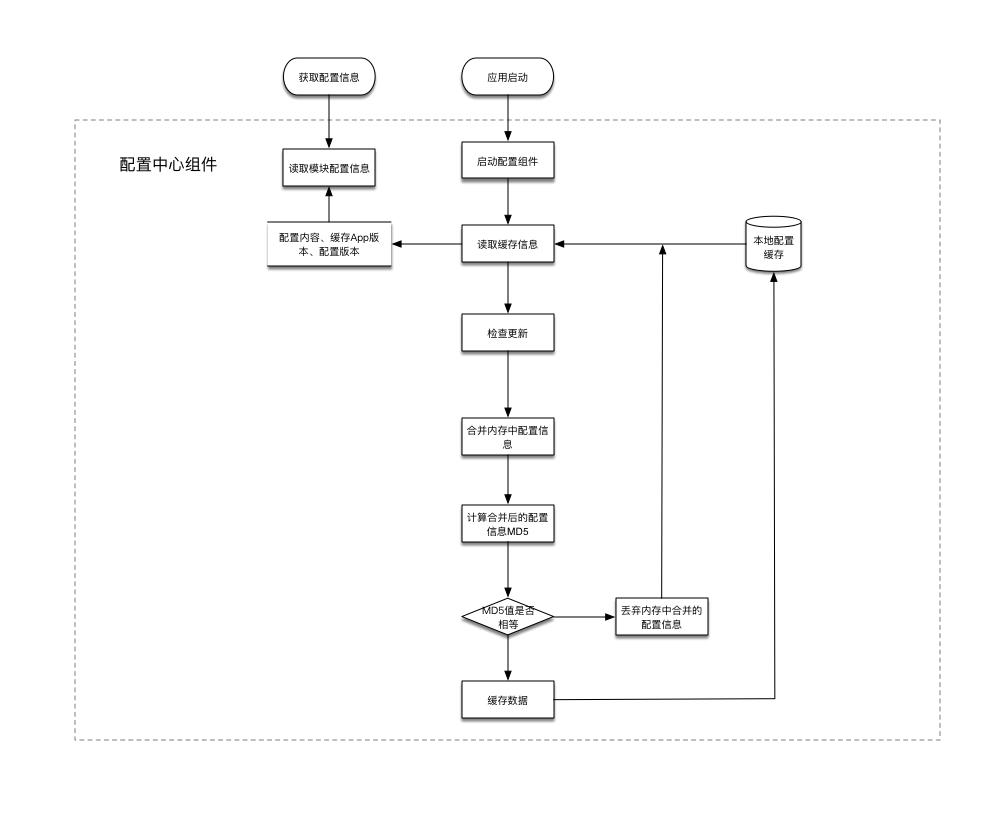 获取配置信息
应用启动
配置中心组件
读取模块配置信息
启动配置组件
配置内容、缓存App版
本、配置版本
读取缓存信息
本地配置
缓存
检查更新
合并内存中配置信
息
计算合并后的配置
信息MD5
MD5值是否
相等
丢弃内存中合并的
配置信息
缓存数据